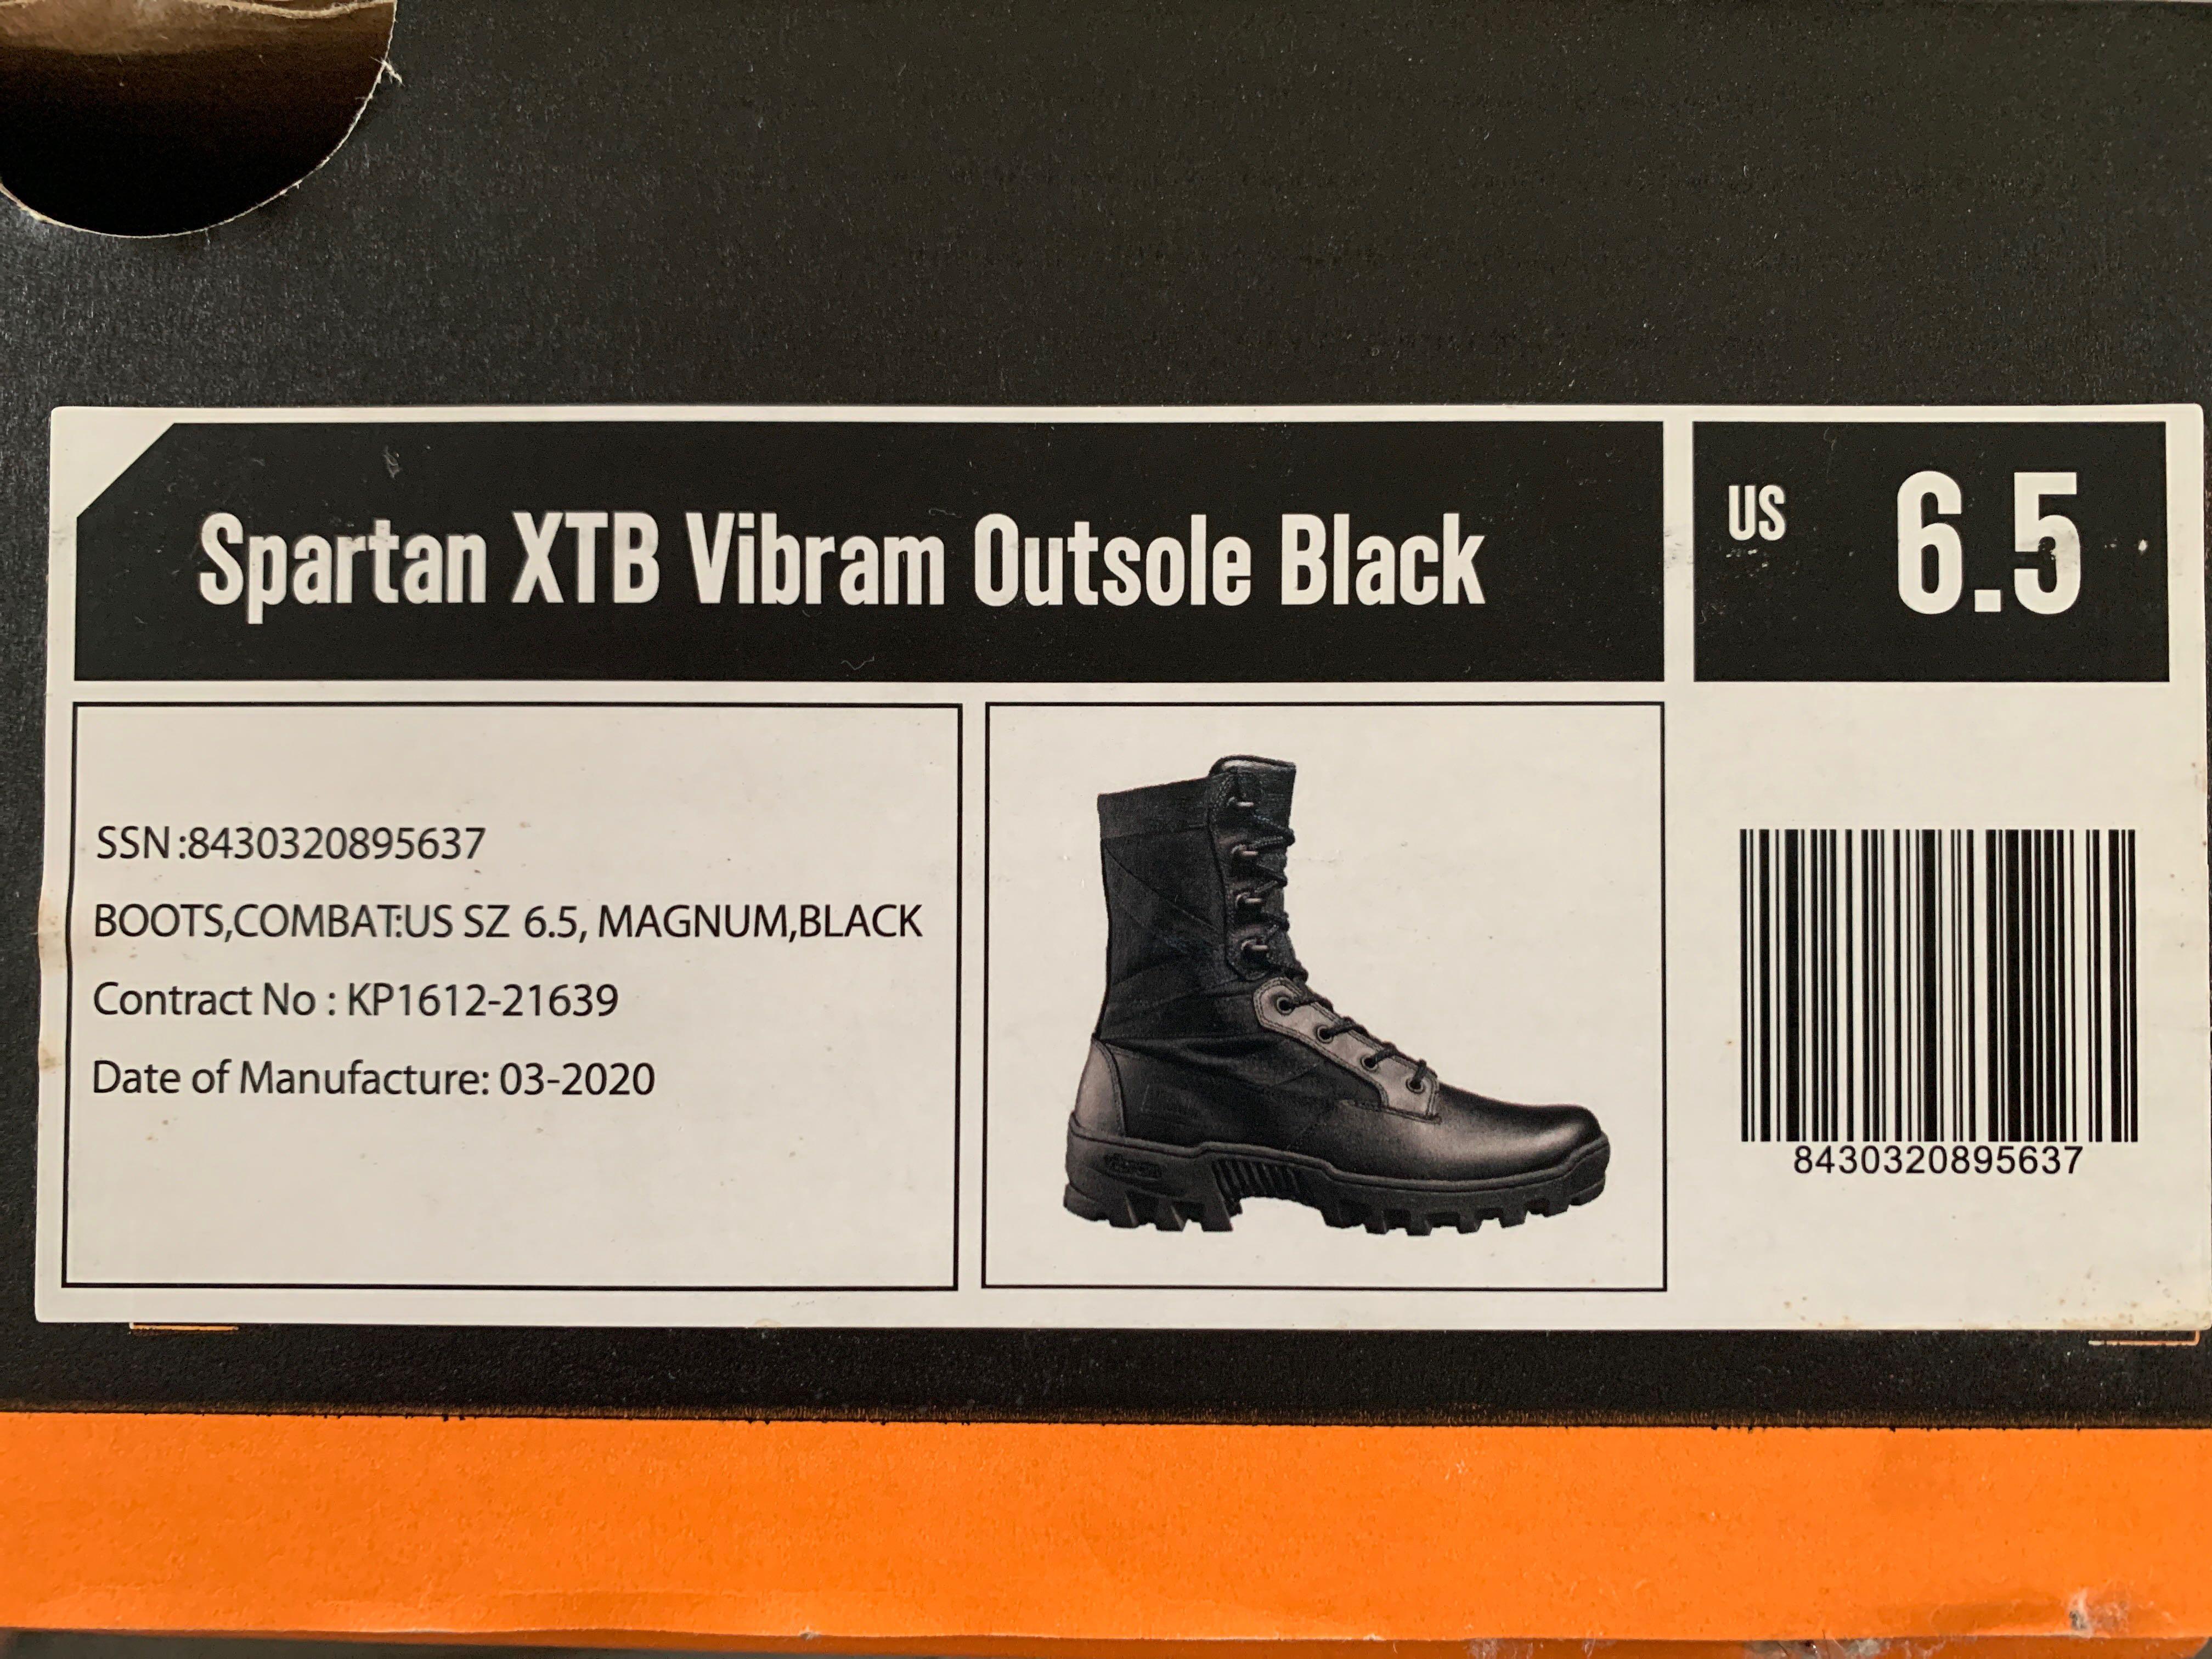 Spartan XTB Vibram Outsole Black
US 6.5
SSN:8430320895637
BOOTS,COMBAT:US SZ 6.5, MAGNUM,BLACK
Contract No : KP1612-21639
Date of Manufacture: 03-2020
8430320895637